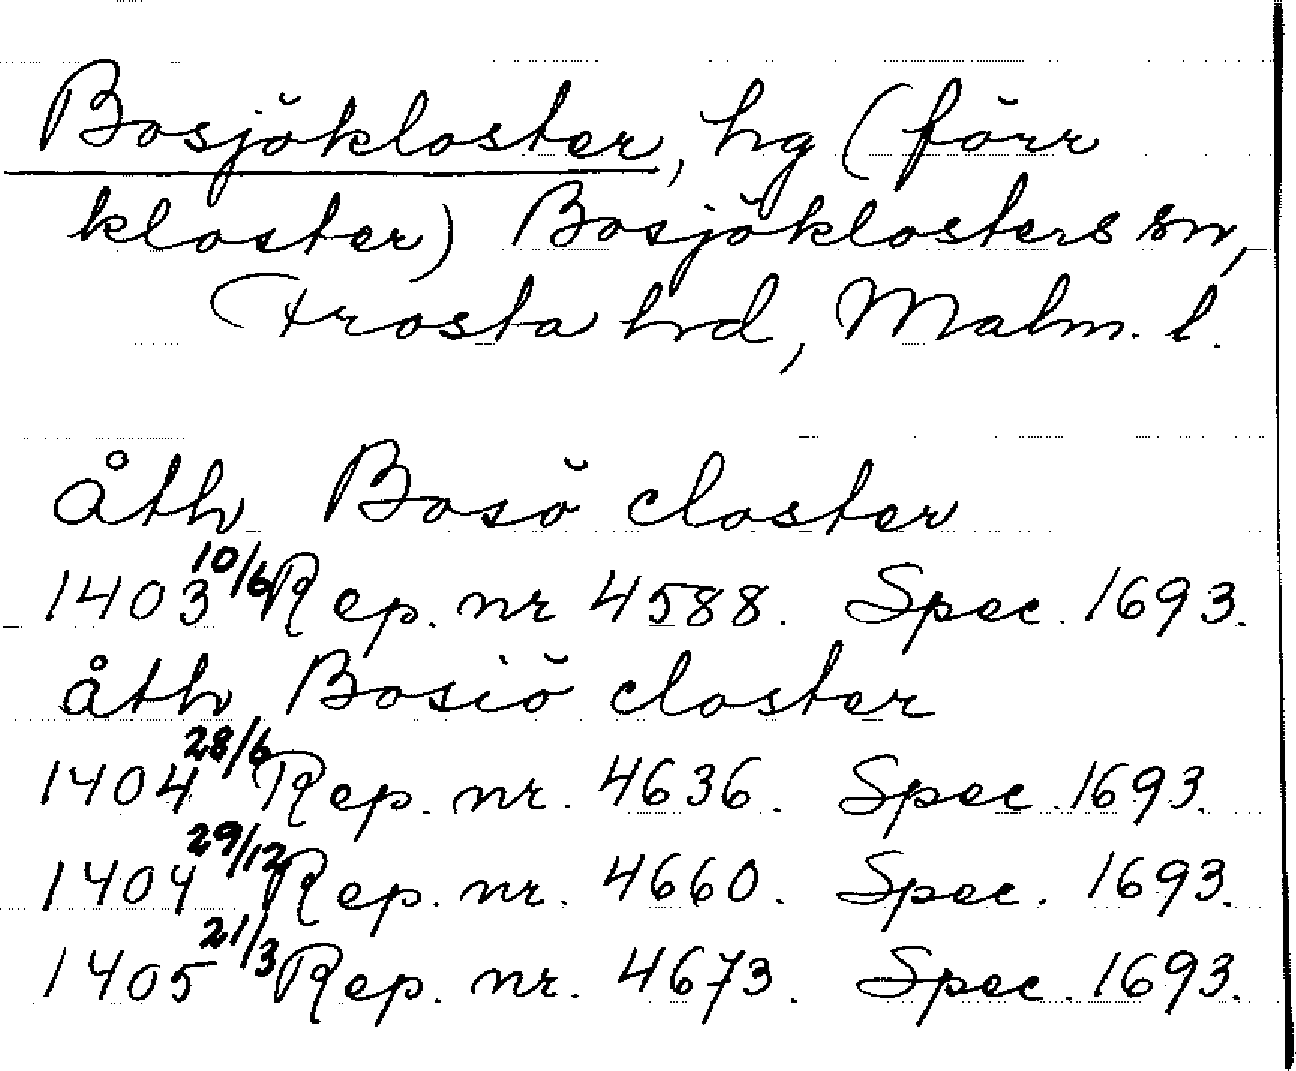 Bosjökloster, hg (förr
kloster) Bosjöklosters sn,
Frosta hd, Malm. l.
åth Bosö closter
1403 10/6 Rep. nr 4588. Spec. 1693.
åth Bosiö closter
1404 28/6 Rep. nr. 4636. Spec. 1693.
1404 29/12 Rep. nr. 4660. Spec. 1693.
1405 21/3 Rep. nr. 4673. Spec. 1693.